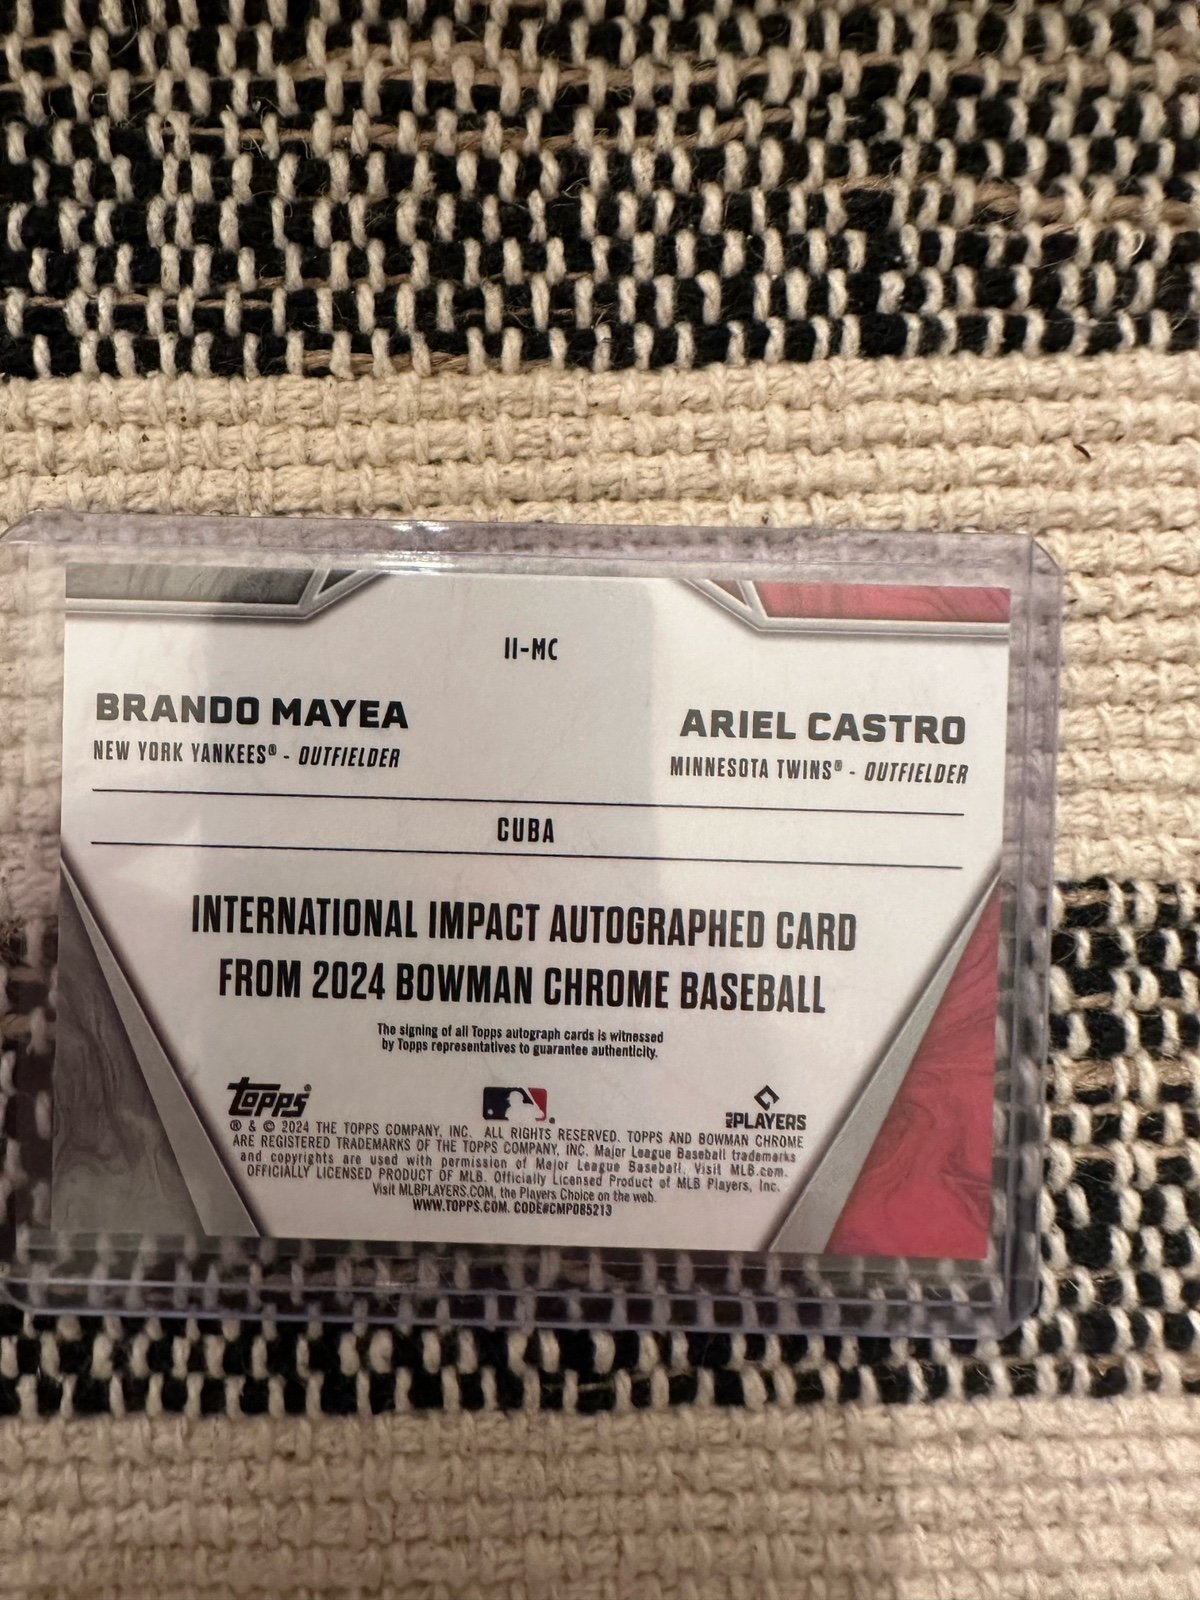 II-MC
BRANDO MAYEA
NEW YORK YANKEES® - OUTFIELDER
ARIEL CASTRO
MINNESOTA TWINS® - OUTFIELDER
CUBA
INTERNATIONAL IMPACT AUTOGRAPHED CARD
FROM 2024 BOWMAN CHROME BASEBALL
The signing of all Topps autograph cards is witnessed
by Topps representatives to guarantee authenticity.
Topps®
MLB PLAYERS
® & © 2024 THE TOPPS COMPANY, INC. ALL RIGHTS RESERVED. TOPPS AND BOWMAN CHROME
ARE REGISTERED TRADEMARKS OF THE TOPPS COMPANY, INC. Major League Baseball trademarks
and copyrights are used with permission of Major League Baseball. Visit MLB.com.
OFFICIALLY LICENSED PRODUCT OF MLB. Officially Licensed Product of MLB Players, Inc.
Visit MLBPLAYERS.COM, the Players Choice on the web.
WWW.TOPPS.COM. CODE#CMP085213